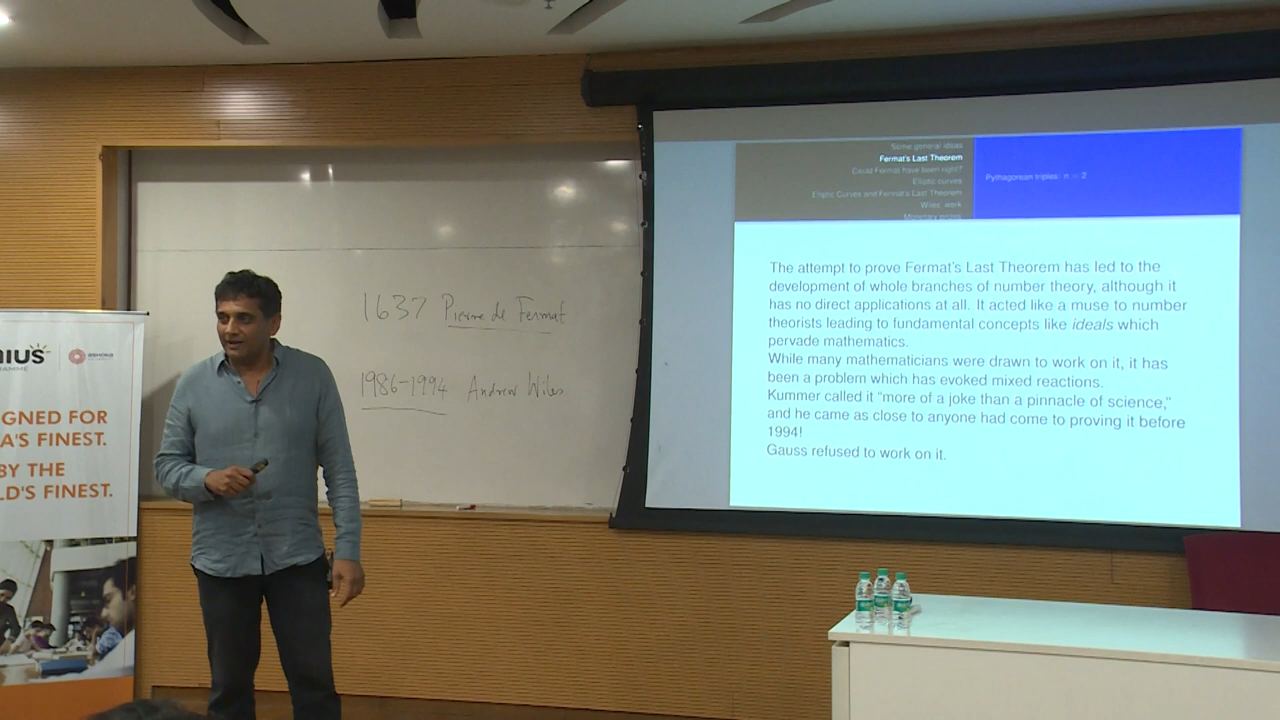 IUS
RAMME
ASHOKA
GNED FOR
A'S FINEST.
BY THE
LD'S FINEST.
1637 Pierre de Fermat
1986-1994 Andrew Wiles
Some general ideas
Fermat's Last Theorem
Could Fermat have been right?
Elliptic curves
Elliptic Curves and Fermat's Last Theorem
Wiles' work
Monetary prizes
Pythagorean triples: n = 2
The attempt to prove Fermat's Last Theorem has led to the
development of whole branches of number theory, although it
has no direct applications at all. It acted like a muse to number
theorists leading to fundamental concepts like ideals which
pervade mathematics.
While many mathematicians were drawn to work on it, it has
been a problem which has evoked mixed reactions.
Kummer called it "more of a joke than a pinnacle of science,"
and he came as close to anyone had come to proving it before
1994!
Gauss refused to work on it.